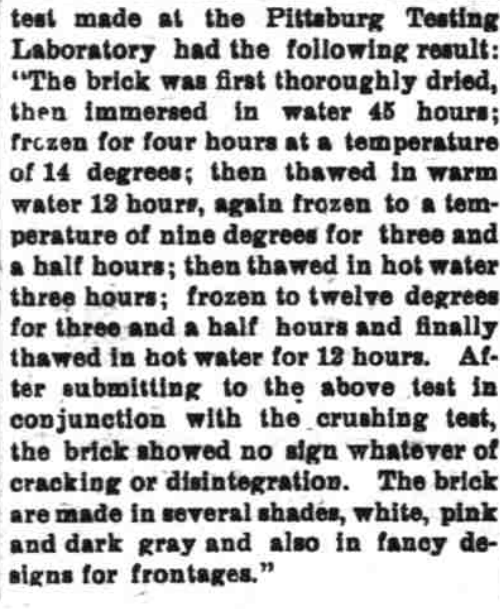 test made at the Pittsburg Testing
Laboratory had the following result:
“The brick was first thoroughly dried,
then immersed in water 45 hours;
frozen for four hours at a temperature
of 14 degrees; then thawed in warm
water 12 hours, again frozen to a tem-
perature of nine degrees for three and
a half hours; then thawed in hot water
three hours; frozen to twelve degrees
for three and a half hours and finally
thawed in hot water for 12 hours. Af-
ter submitting to the above test in
conjunction with the crushing test,
the brick showed no sign whatever of
cracking or disintegration. The brick
are made in several shades, white, pink
and dark gray and also in fancy de-
signs for frontages.”